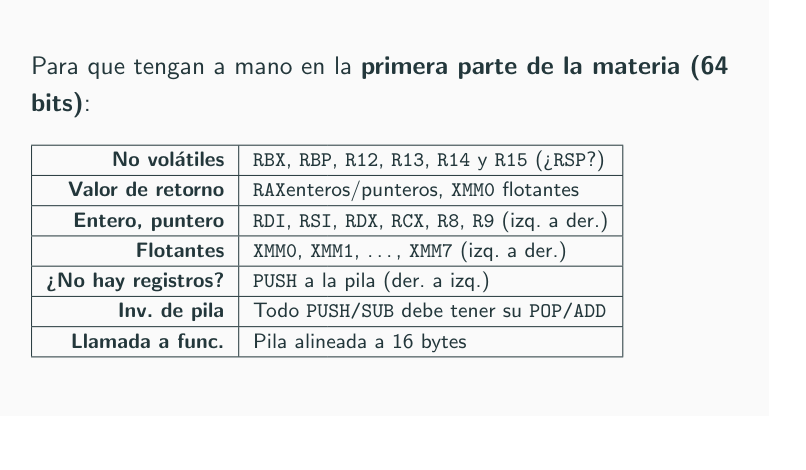 Para que tengan a mano en la primera parte de la materia (64
bits):
No volátiles RBX, RBP, R12, R13, R14 y R15 (¿RSP?)
Valor de retorno RAXenteros/punteros, XMM0 flotantes
Entero, puntero RDI, RSI, RDX, RCX, R8, R9 (izq. a der.)
Flotantes XMM0, XMM1, ..., XMM7 (izq. a der.)
¿No hay registros? PUSH a la pila (der. a izq.)
Inv. de pila Todo PUSH/SUB debe tener su POP/ADD
Llamada a func. Pila alineada a 16 bytes